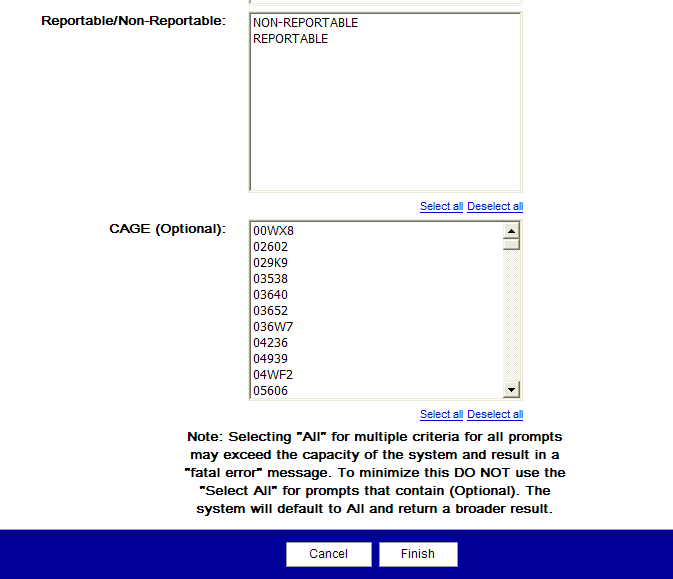 Reportable/Non-Reportable:
NON-REPORTABLE
REPORTABLE
Select all Deselect all
CAGE (Optional):
00WX8
02602
029K9
03538
03640
03652
036W7
04236
04939
04WF2
05606
Select all Deselect all
Note: Selecting "All" for multiple criteria for all prompts
may exceed the capacity of the system and result in a
"fatal error" message. To minimize this DO NOT use the
"Select All" for prompts that contain (Optional). The
system will default to All and return a broader result.
Cancel Finish